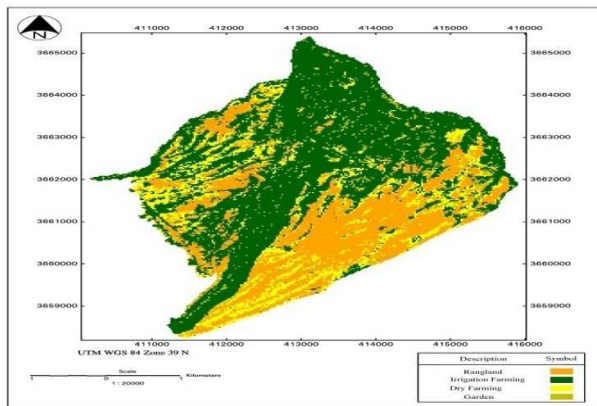 411000 412000 413000 414000 415000 416000
N
3665000 3665000
3664000 3664000
3663000 3663000
3662000 3662000
3661000 3661000
3660000 3660000
3659000 3659000
411000 412000 413000 414000 415000 416000
UTM WGS 84 Zone 39 N
Scale
1 0 1 Kilometers
1 : 20000
Description Symbol
Rangland
Irrigation Farming
Dry Farming
Garden